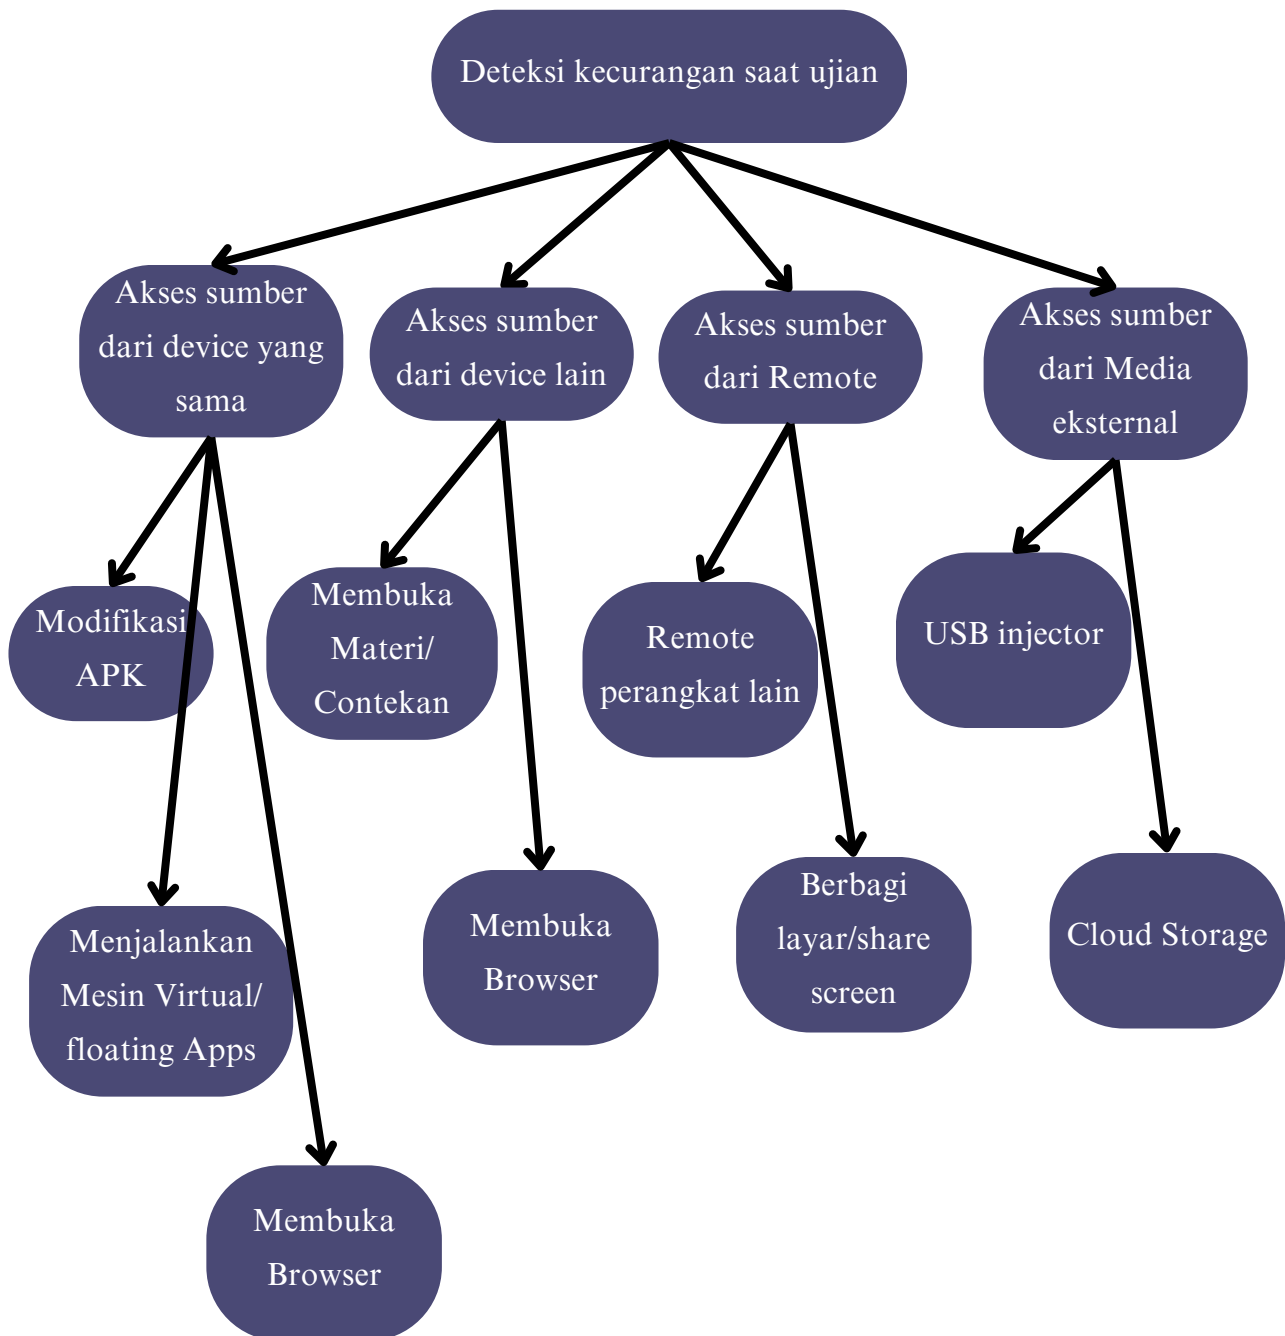 Deteksi kecurangan saat ujian
Akses sumber
dari device yang
sama
Akses sumber
dari device lain
Akses sumber
dari Remote
Akses sumber
dari Media
eksternal
Modifikasi
APK
Membuka
Materi/
Contekan
Remote
perangkat lain
USB injector
Menjalankan
Mesin Virtual/
floating Apps
Membuka
Browser
Berbagi
layar/share
screen
Cloud Storage
Membuka
Browser